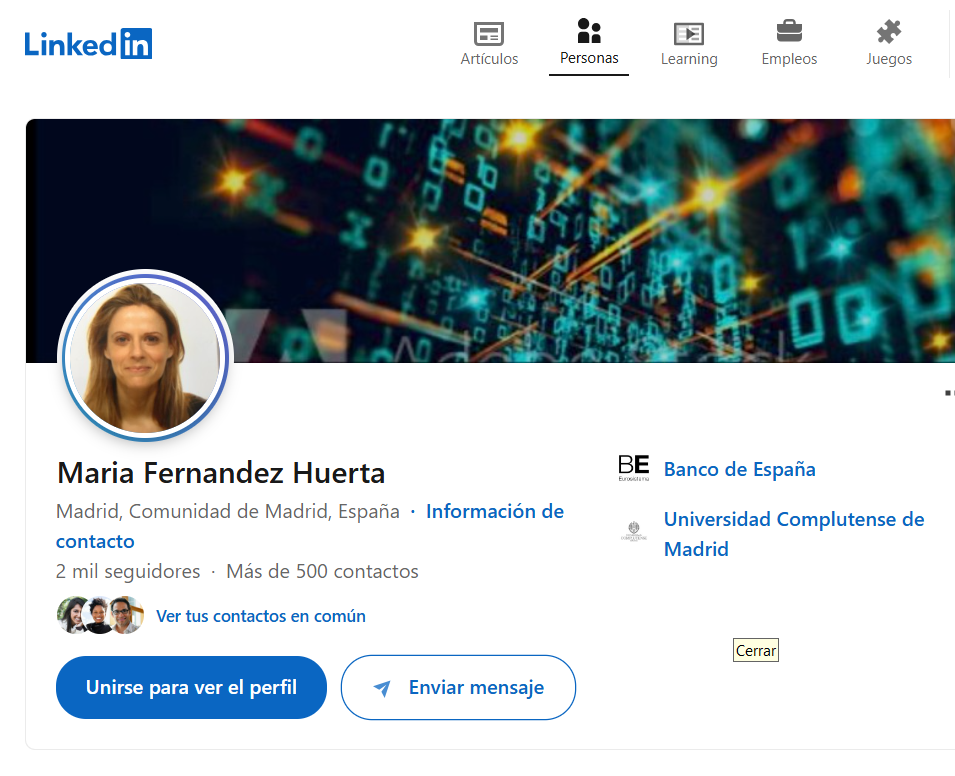 LinkedIn
Artículos
Personas
Learning
Empleos
Juegos
Adobe Stock
Maria Fernandez Huerta
Madrid, Comunidad de Madrid, España · Información de
contacto
2 mil seguidores · Más de 500 contactos
Ver tus contactos en común
Unirse para ver el perfil
Enviar mensaje
BE
Eurosistema
Banco de España
Universidad Complutense de
Madrid
Cerrar